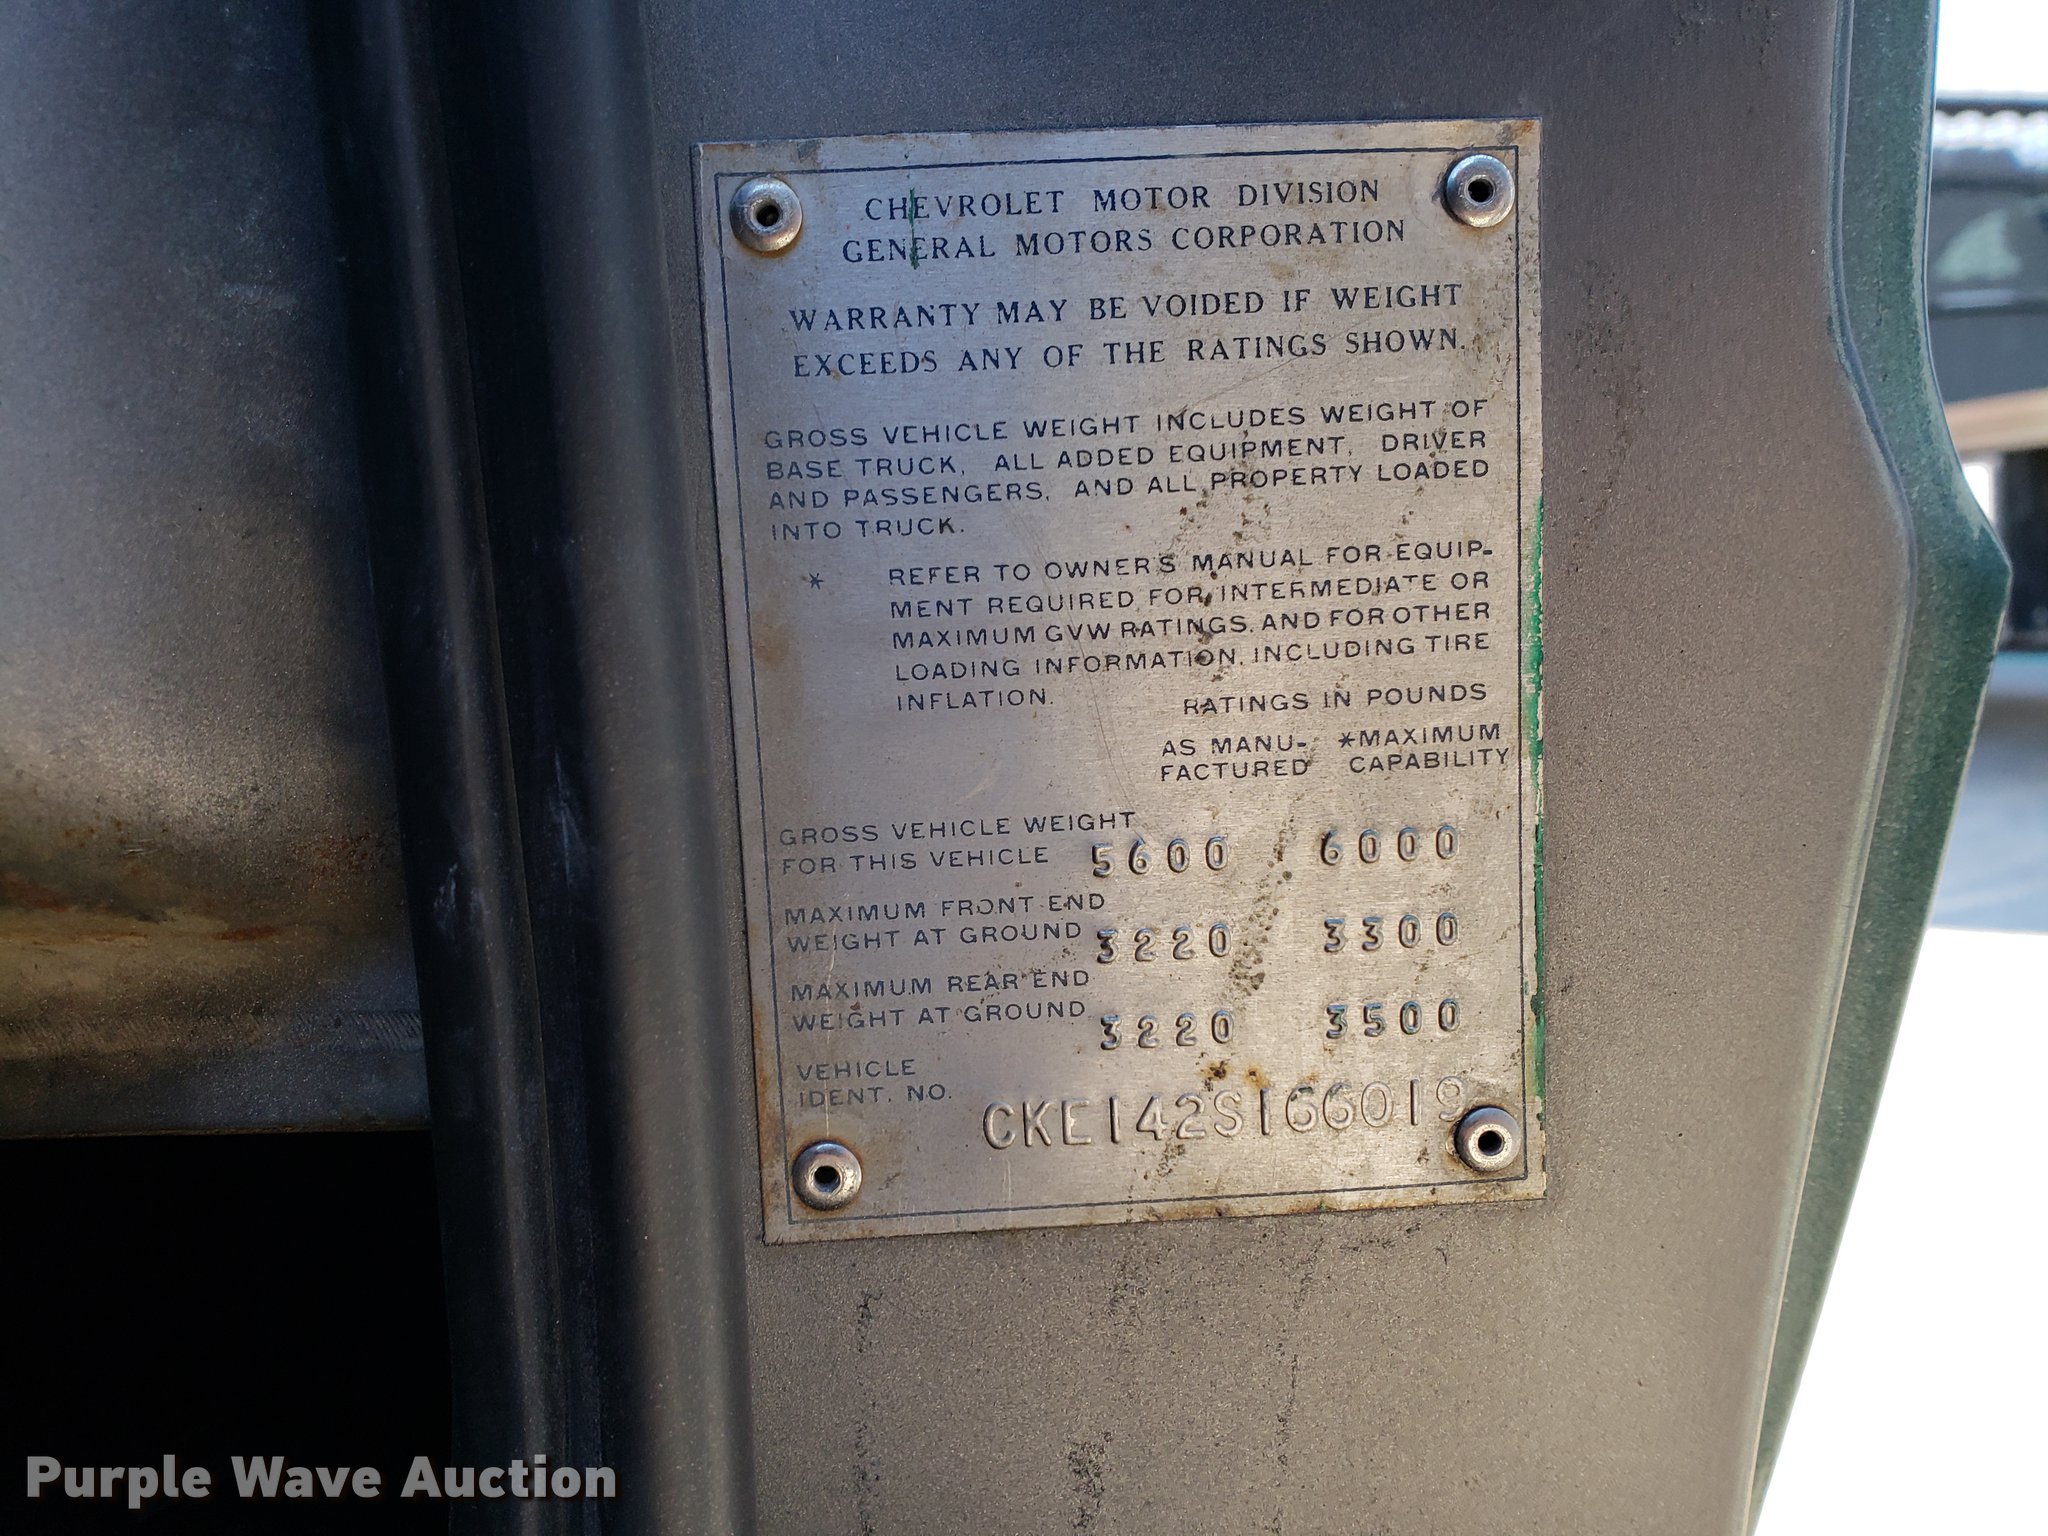 CHEVROLET MOTOR DIVISION
GENERAL MOTORS CORPORATION
WARRANTY MAY BE VOIDED IF WEIGHT
EXCEEDS ANY OF THE RATINGS SHOWN.
GROSS VEHICLE WEIGHT INCLUDES WEIGHT OF
BASE TRUCK, ALL ADDED EQUIPMENT, DRIVER
AND PASSENGERS, AND ALL PROPERTY LOADED
INTO TRUCK.
* REFER TO OWNER'S MANUAL FOR EQUIP-
MENT REQUIRED FOR INTERMEDIATE OR
MAXIMUM GVW RATINGS, AND FOR OTHER
LOADING INFORMATION, INCLUDING TIRE
INFLATION.
RATINGS IN POUNDS
AS MANU- *MAXIMUM
FACTURED CAPABILITY
GROSS VEHICLE WEIGHT
FOR THIS VEHICLE 5600 6000
MAXIMUM FRONT END
WEIGHT AT GROUND 3220 3300
MAXIMUM REAR END
WEIGHT AT GROUND 3220 3500
VEHICLE
IDENT. NO. CKE142S166019
Purple Wave Auction